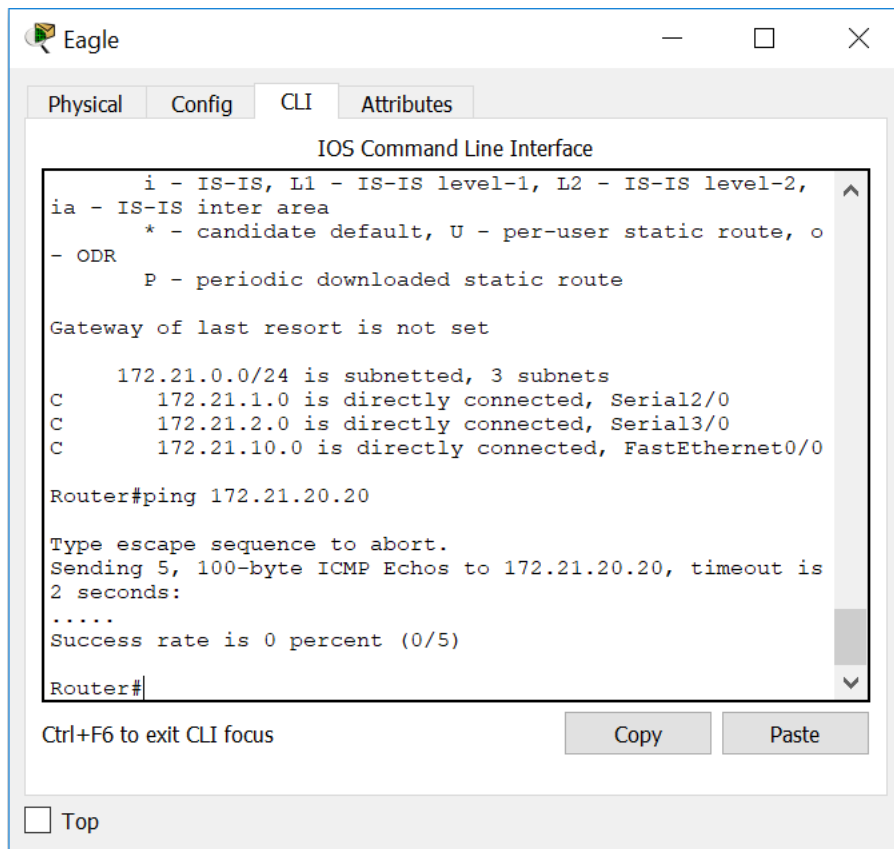 Eagle
Physical Config CLI Attributes
IOS Command Line Interface
i - IS-IS, L1 - IS-IS level-1, L2 - IS-IS level-2,
ia - IS-IS inter area
* - candidate default, U - per-user static route, o
- ODR
P - periodic downloaded static route
Gateway of last resort is not set
172.21.0.0/24 is subnetted, 3 subnets
C 172.21.1.0 is directly connected, Serial2/0
C 172.21.2.0 is directly connected, Serial3/0
C 172.21.10.0 is directly connected, FastEthernet0/0
Router#ping 172.21.20.20
Type escape sequence to abort.
Sending 5, 100-byte ICMP Echos to 172.21.20.20, timeout is
2 seconds:
.....
Success rate is 0 percent (0/5)
Router#
Ctrl+F6 to exit CLI focus Copy Paste
Top